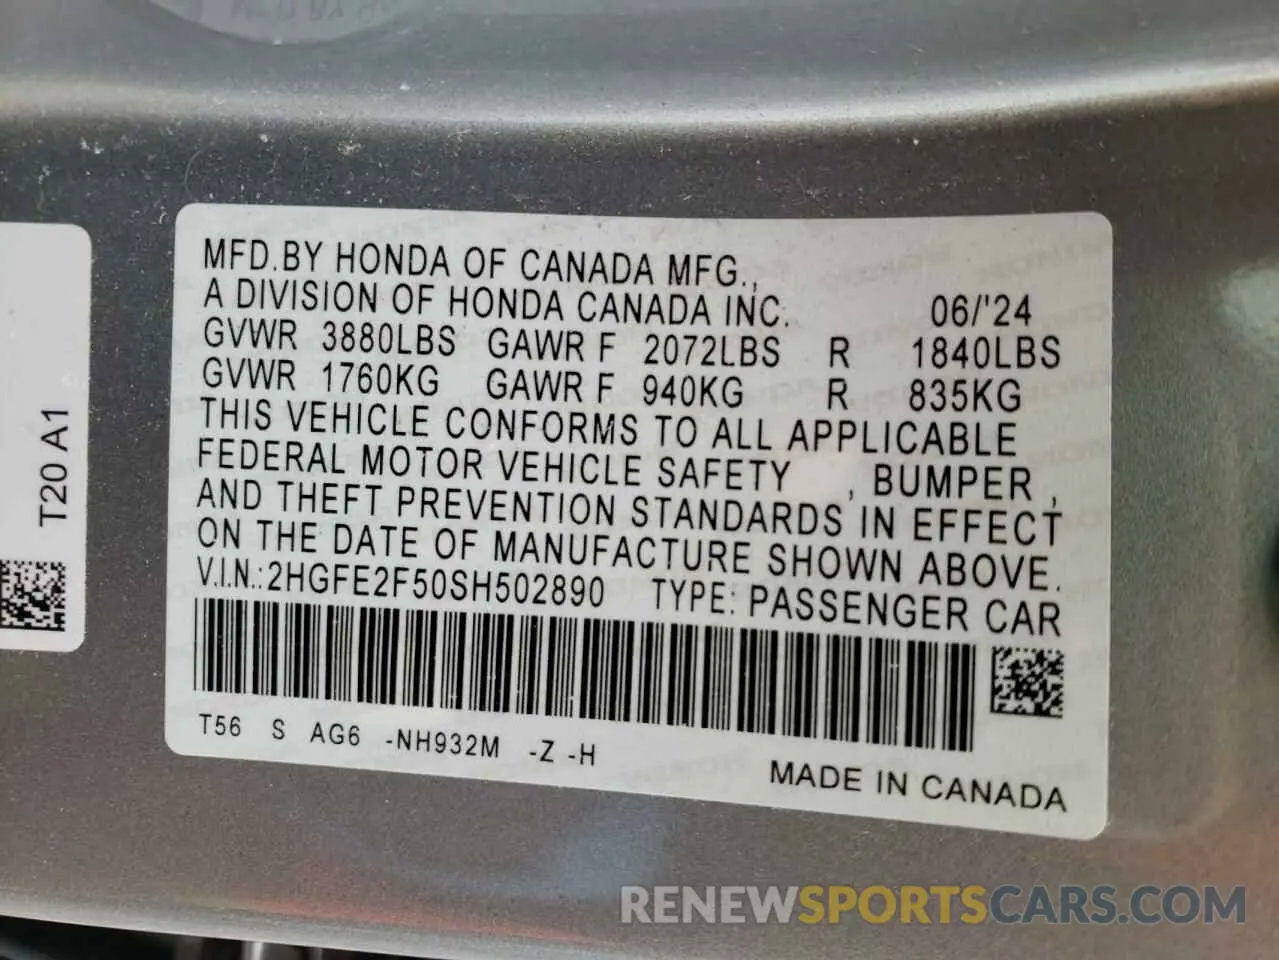 MFD.BY HONDA OF CANADA MFG.,
A DIVISION OF HONDA CANADA INC. 06/'24
GVWR 3880LBS GAWR F 2072LBS R 1840LBS
GVWR 1760KG GAWR F 940KG R 835KG
THIS VEHICLE CONFORMS TO ALL APPLICABLE
FEDERAL MOTOR VEHICLE SAFETY , BUMPER ,
AND THEFT PREVENTION STANDARDS IN EFFECT
ON THE DATE OF MANUFACTURE SHOWN ABOVE.
V.I.N.:2HGFE2F50SH502890 TYPE: PASSENGER CAR
T56 S AG6 -NH932M -Z -H
MADE IN CANADA
T20 A1
RENEWSPORTSCARS.COM